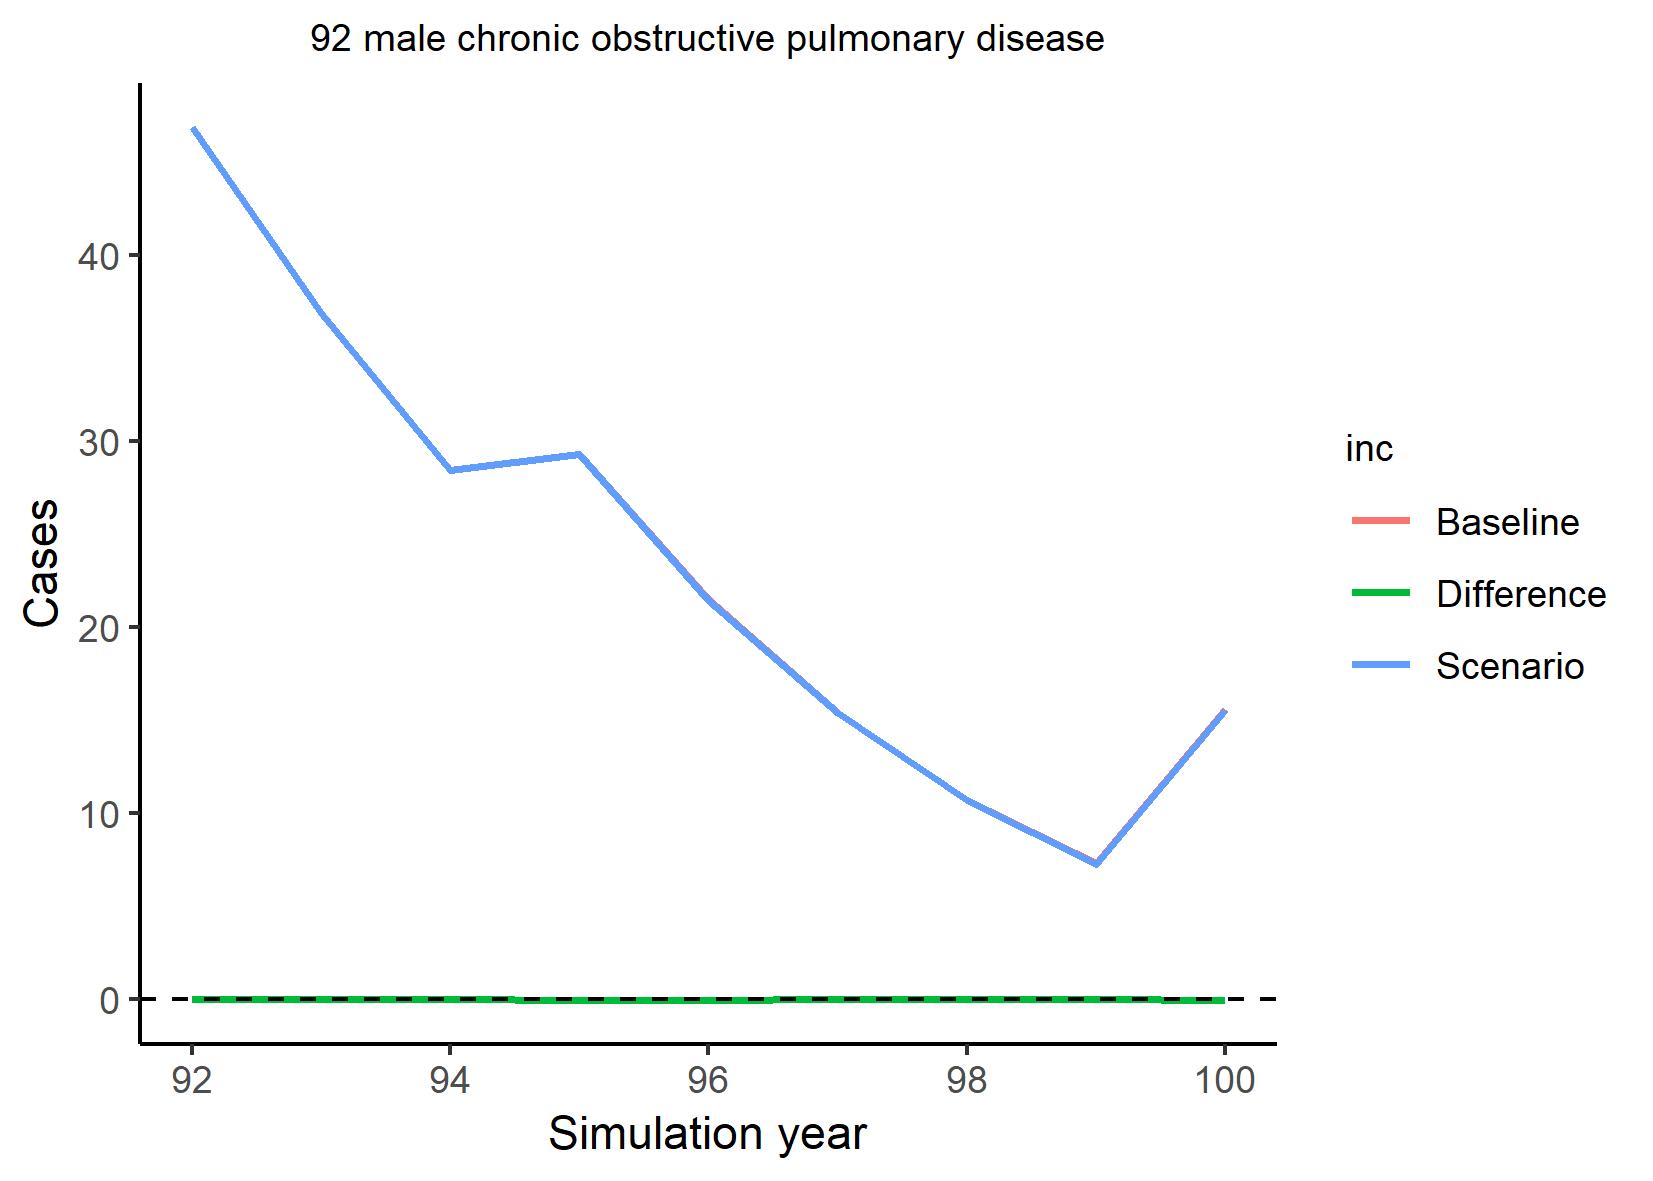 92 male chronic obstructive pulmonary disease
Cases
40
30
20
10
0
92 94 96 98 100
Simulation year
inc
Baseline
Difference
Scenario